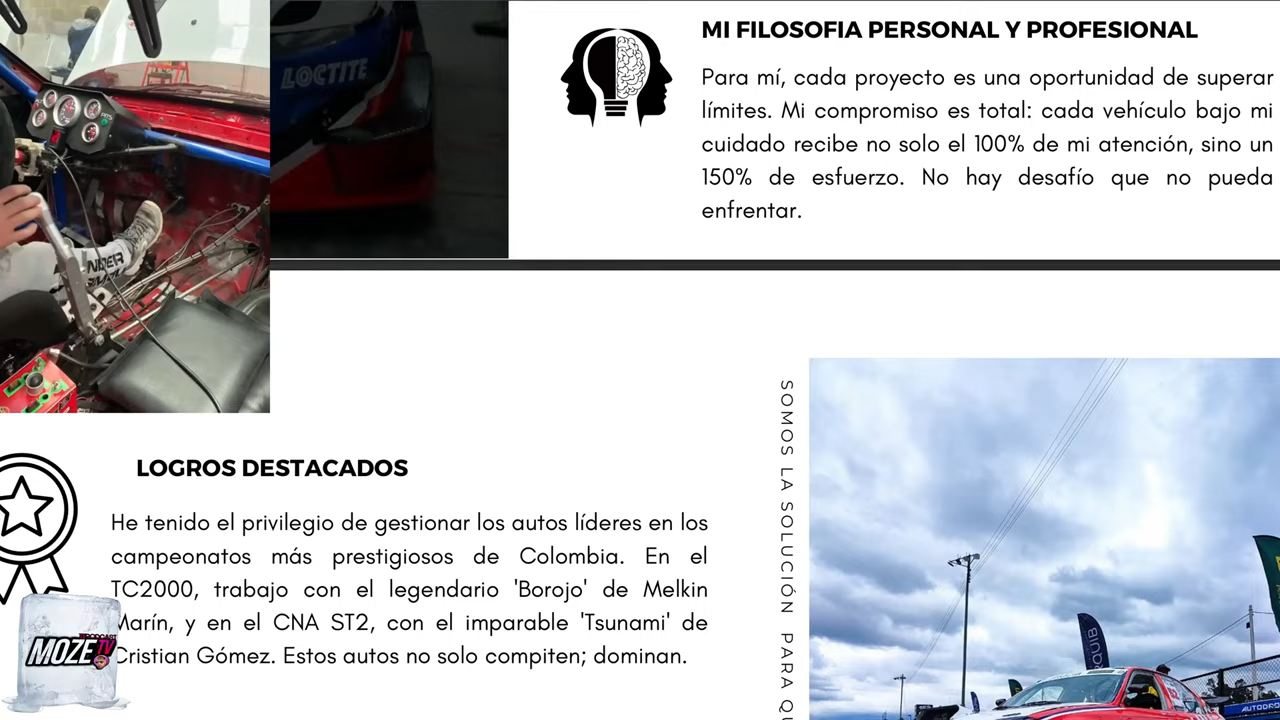 LOCTITE
MI FILOSOFIA PERSONAL Y PROFESIONAL
Para mí, cada proyecto es una oportunidad de superar
límites. Mi compromiso es total: cada vehículo bajo mi
cuidado recibe no solo el 100% de mi atención, sino un
150% de esfuerzo. No hay desafío que no pueda
enfrentar.
LOGROS DESTACADOS
He tenido el privilegio de gestionar los autos líderes en los
campeonatos más prestigiosos de Colombia. En el
TC2000, trabajo con el legendario 'Borojo' de Melkin
Marín, y en el CNA ST2, con el imparable 'Tsunami' de
Cristian Gómez. Estos autos no solo compiten; dominan.
SOMOS LA SOLUCIÓN PARA QU
PODCAST
MOZE TV
AUTODRO